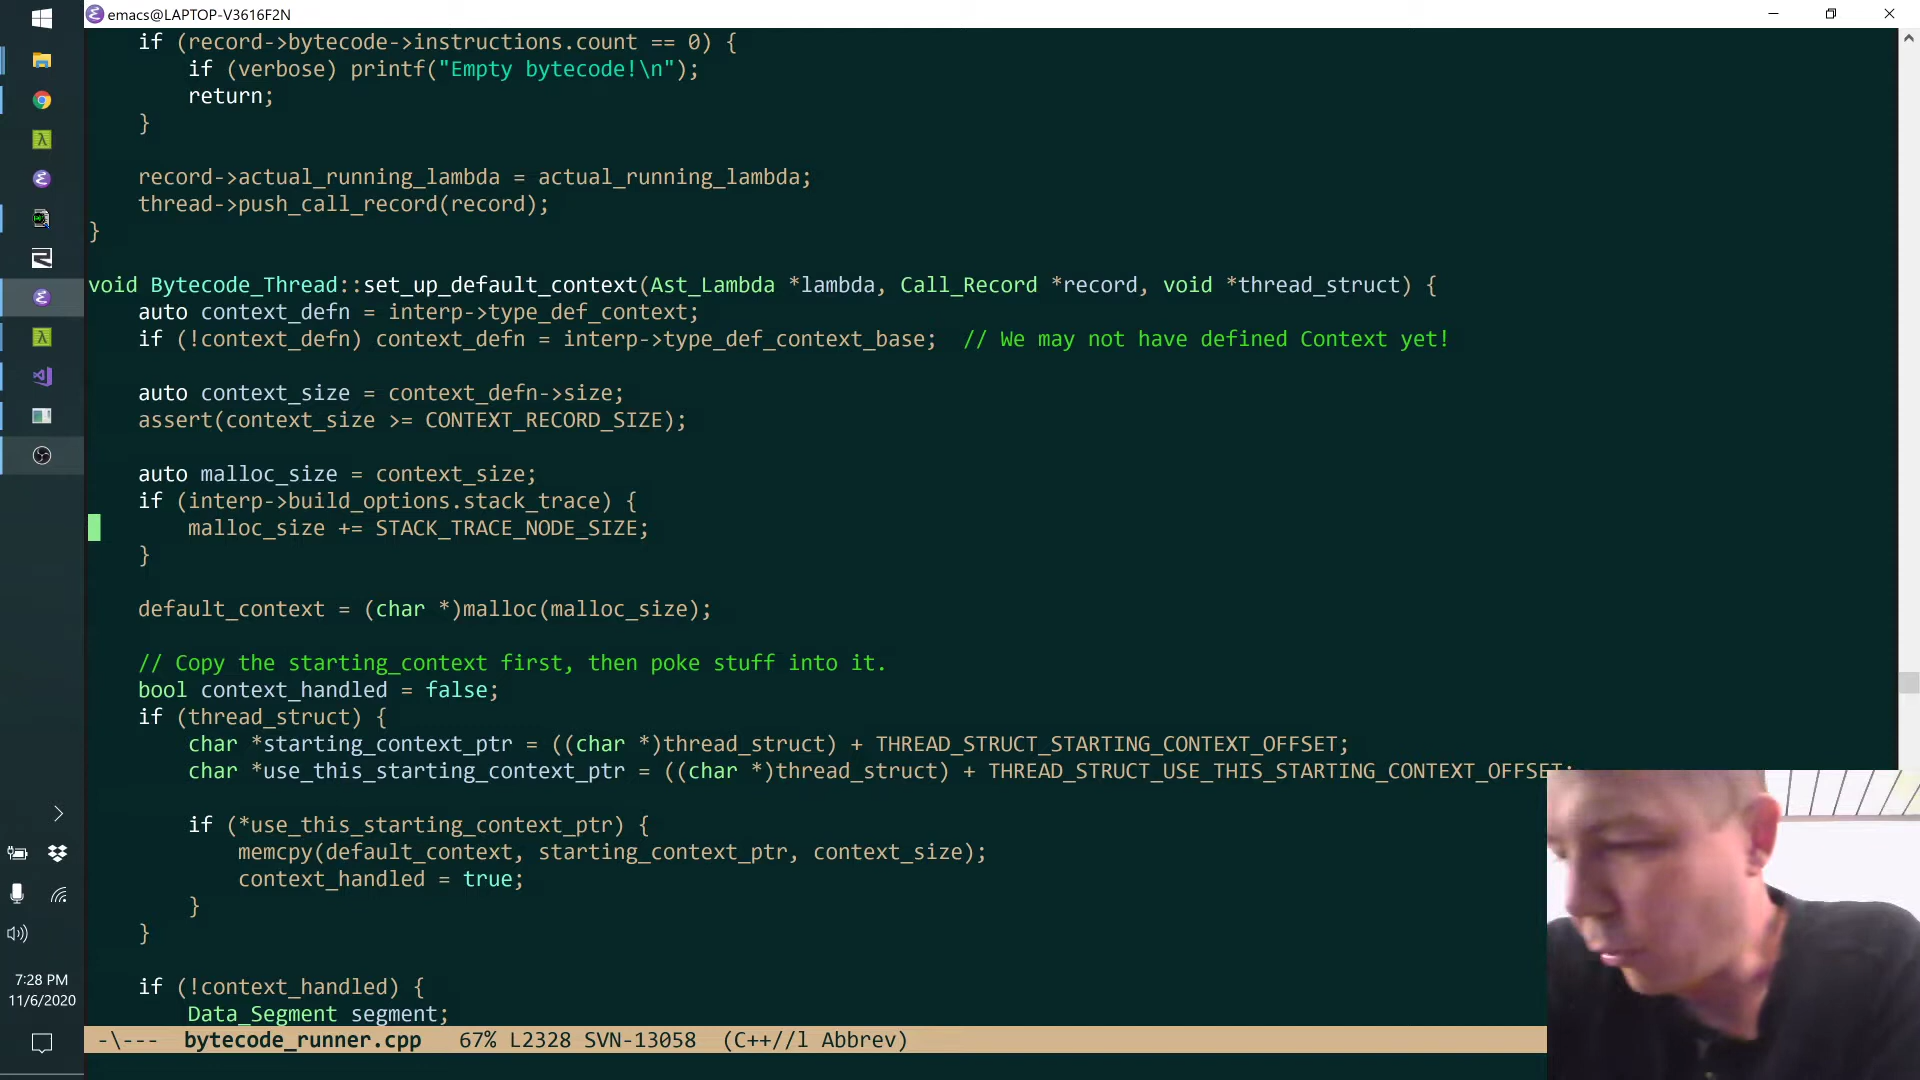 emacs@LAPTOP-V3616F2N
if (record->bytecode->instructions.count == 0) {
if (verbose) printf("Empty bytecode!\n");
return;
}
record->actual_running_lambda = actual_running_lambda;
thread->push_call_record(record);
}
void Bytecode_Thread::set_up_default_context(Ast_Lambda *lambda, Call_Record *record, void *thread_struct) {
auto context_defn = interp->type_def_context;
if (!context_defn) context_defn = interp->type_def_context_base;  // We may not have defined Context yet!
auto context_size = context_defn->size;
assert(context_size >= CONTEXT_RECORD_SIZE);
auto malloc_size = context_size;
if (interp->build_options.stack_trace) {
malloc_size += STACK_TRACE_NODE_SIZE;
}
default_context = (char *)malloc(malloc_size);
// Copy the starting_context first, then poke stuff into it.
bool context_handled = false;
if (thread_struct) {
char *starting_context_ptr = ((char *)thread_struct) + THREAD_STRUCT_STARTING_CONTEXT_OFFSET;
char *use_this_starting_context_ptr = ((char *)thread_struct) + THREAD_STRUCT_USE_THIS_STARTING_CONTEXT_OFFSET;
if (*use_this_starting_context_ptr) {
memcpy(default_context, starting_context_ptr, context_size);
context_handled = true;
}
}
if (!context_handled) {
Data_Segment segment;
-\---  bytecode_runner.cpp   67% L2328 SVN-13058  (C++//l Abbrev)
7:28 PM
11/6/2020